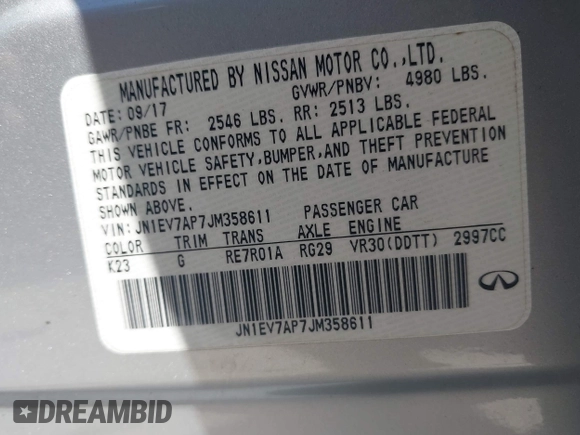 MANUFACTURED BY NISSAN MOTOR CO.,LTD.
DATE: 09/17 GVWR/PNBV: 4980 LBS.
GAWR/PNBE FR: 2546 LBS. RR: 2513 LBS.
THIS VEHICLE CONFORMS TO ALL APPLICABLE FEDERAL
MOTOR VEHICLE SAFETY,BUMPER,AND THEFT PREVENTION
STANDARDS IN EFFECT ON THE DATE OF MANUFACTURE
SHOWN ABOVE.
VIN: JN1EV7AP7JM358611 PASSENGER CAR
COLOR TRIM TRANS AXLE ENGINE
K23 G RE7R01A RG29 VR30(DDTT) 2997CC
JN1EV7AP7JM358611
DREAMBID